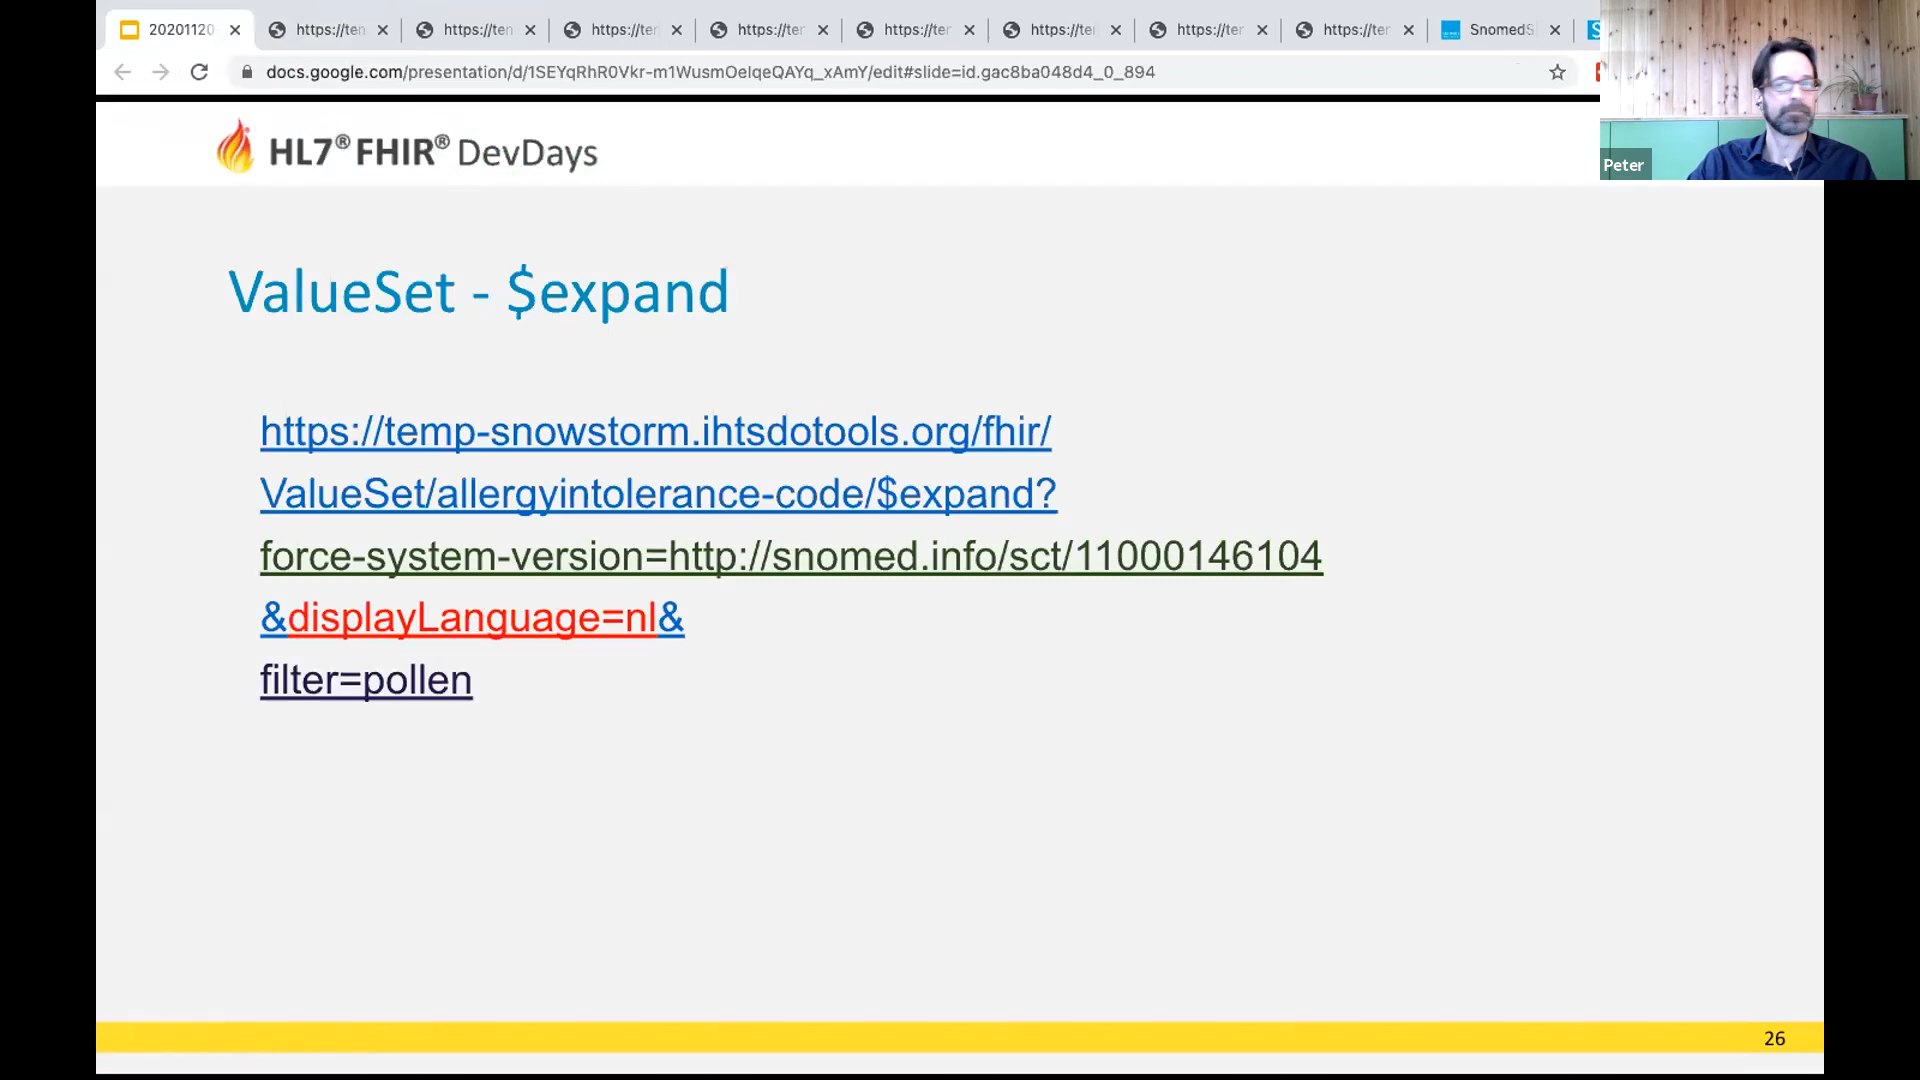 20201120
https://ten
https://ten
https://ter
https://ter
https://ter
https://te
https://ter
https://ter
SnomedS
docs.google.com/presentation/d/1SEYqRhR0Vkr-m1WusmOelqeQAYq_xAmY/edit#slide=id.gac8ba048d4_0_894
Peter
HL7® FHIR® DevDays
ValueSet - $expand
https://temp-snowstorm.ihtsdotools.org/fhir/
ValueSet/allergyintolerance-code/$expand?
force-system-version=http://snomed.info/sct/11000146104
&displayLanguage=nl&
filter=pollen
26